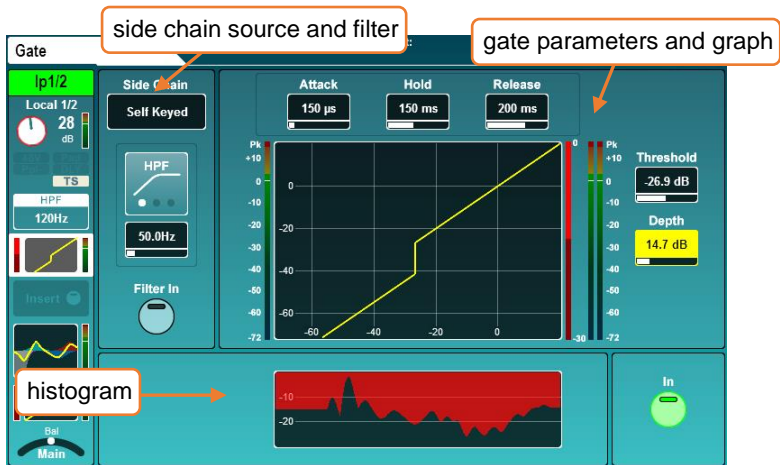 side chain source and filter
gate parameters and graph
Gate
Ip1/2
Local 1/2
28
dB
TS
HPF
120Hz
Insert
Bal
Main
Side Chain
Self Keyed
HPF
50.0Hz
Filter In
Attack
150 µs
Hold
150 ms
Release
200 ms
Pk
+10
0
-10
-20
-30
-40
-50
-60
-72
0
-20
-40
-60
-60
-40
-20
0
0
-30
Pk
+10
0
-10
-20
-30
-40
-50
-60
-72
Threshold
-26.9 dB
Depth
14.7 dB
histogram
-10
-20
In